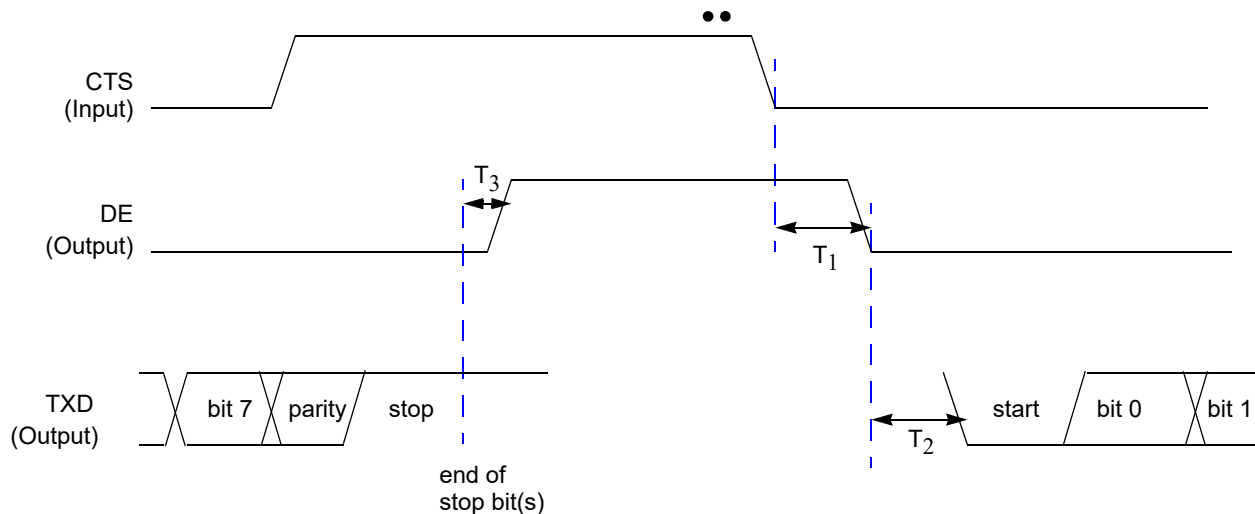 CTS
(Input)
T3
DE
(Output)
T1
bit 7
parity
stop
start
bit 0
bit 1
TXD
(Output)
T2
end of
stop bit(s)